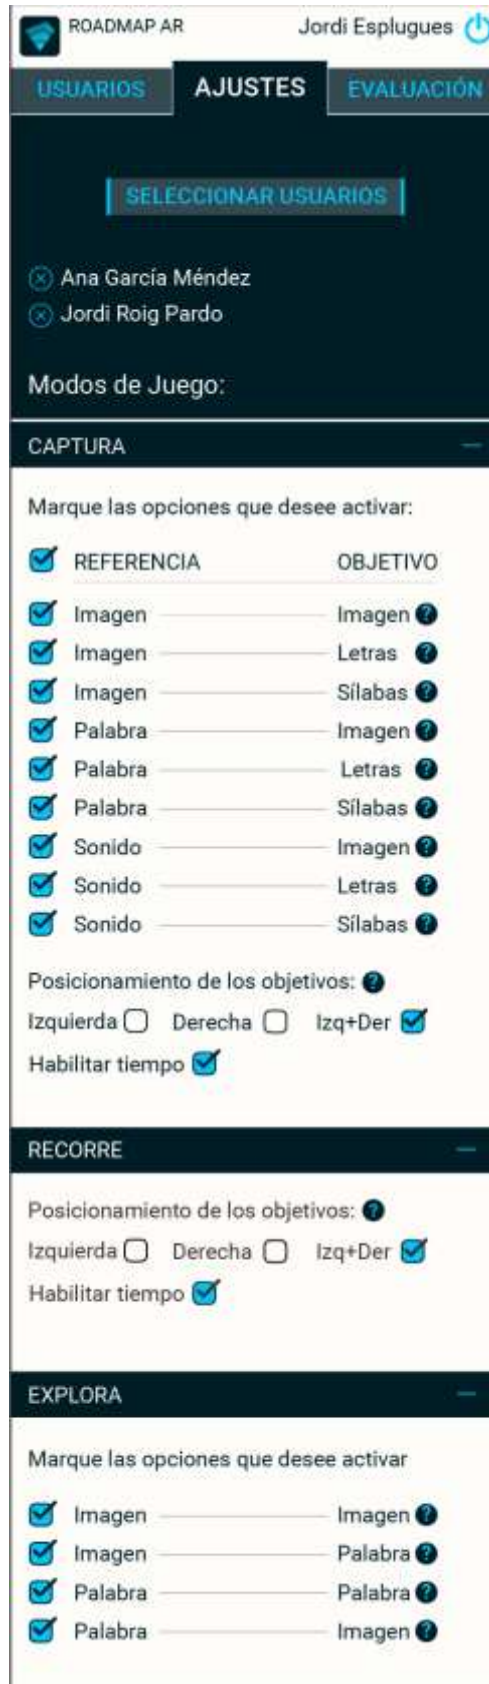 ROADMAP AR Jordi Esplugues
USUARIOS AJUSTES EVALUACIÓN
SELECCIONAR USUARIOS
Ana García Méndez
Jordi Roig Pardo
Modos de Juego:
CAPTURA
Marque las opciones que desee activar:
REFERENCIA OBJETIVO
Imagen Imagen ?
Imagen Letras ?
Imagen Sílabas ?
Palabra Imagen ?
Palabra Letras ?
Palabra Sílabas ?
Sonido Imagen ?
Sonido Letras ?
Sonido Sílabas ?
Posicionamiento de los objetivos: ?
Izquierda Derecha Izq+Der
Habilitar tiempo
RECORRE
Posicionamiento de los objetivos: ?
Izquierda Derecha Izq+Der
Habilitar tiempo
EXPLORA
Marque las opciones que desee activar
Imagen Imagen ?
Imagen Palabra ?
Palabra Palabra ?
Palabra Imagen ?